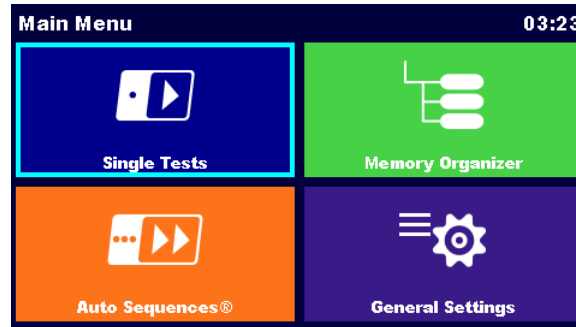 Main Menu 03:23
Single Tests
Memory Organizer
Auto Sequences®
General Settings